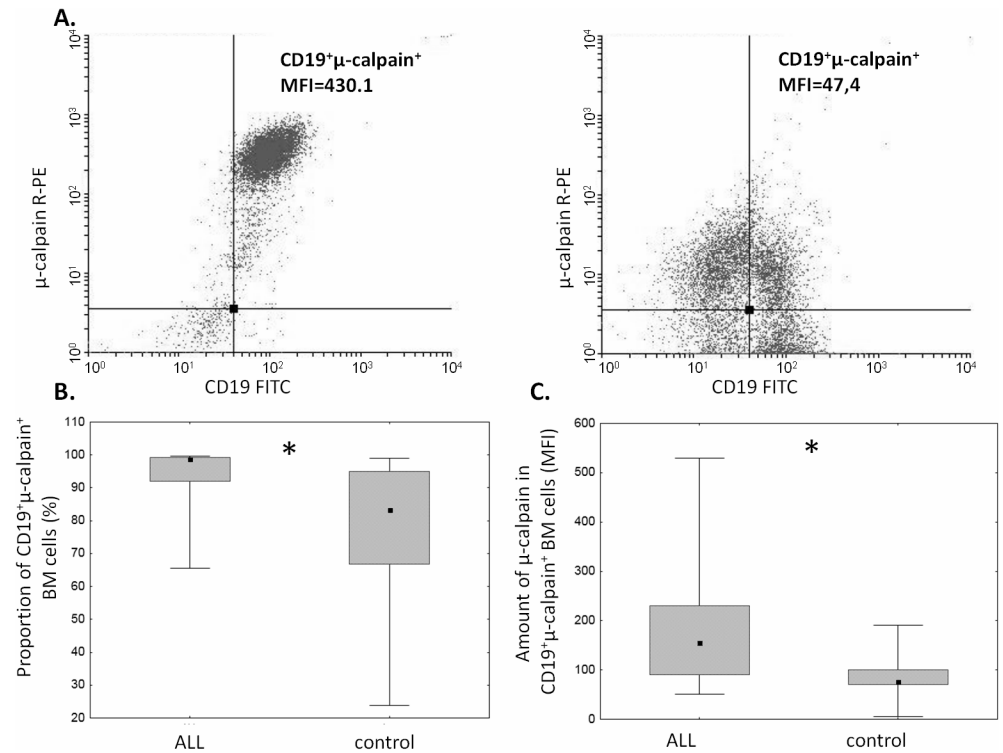 A.
CD19⁺μ-calpain⁺
MFI=430.1
μ-calpain R-PE
10⁴
10³
10²
10¹
10⁰
1
10¹
10²
10³
10⁴
CD19 FITC
CD19⁺μ-calpain⁺
MFI=47,4
μ-calpain R-PE
10⁴
10³
10²
10¹
10⁰
1
10¹
10²
10³
10⁴
CD19 FITC
B.
Proportion of CD19⁺μ-calpain⁺
BM cells (%)
110
100
90
80
70
60
50
40
30
20
*
ALL
control
C.
Amount of μ-calpain in
CD19⁺μ-calpain⁺ BM cells (MFI)
600
500
400
300
200
100
0
*
ALL
control